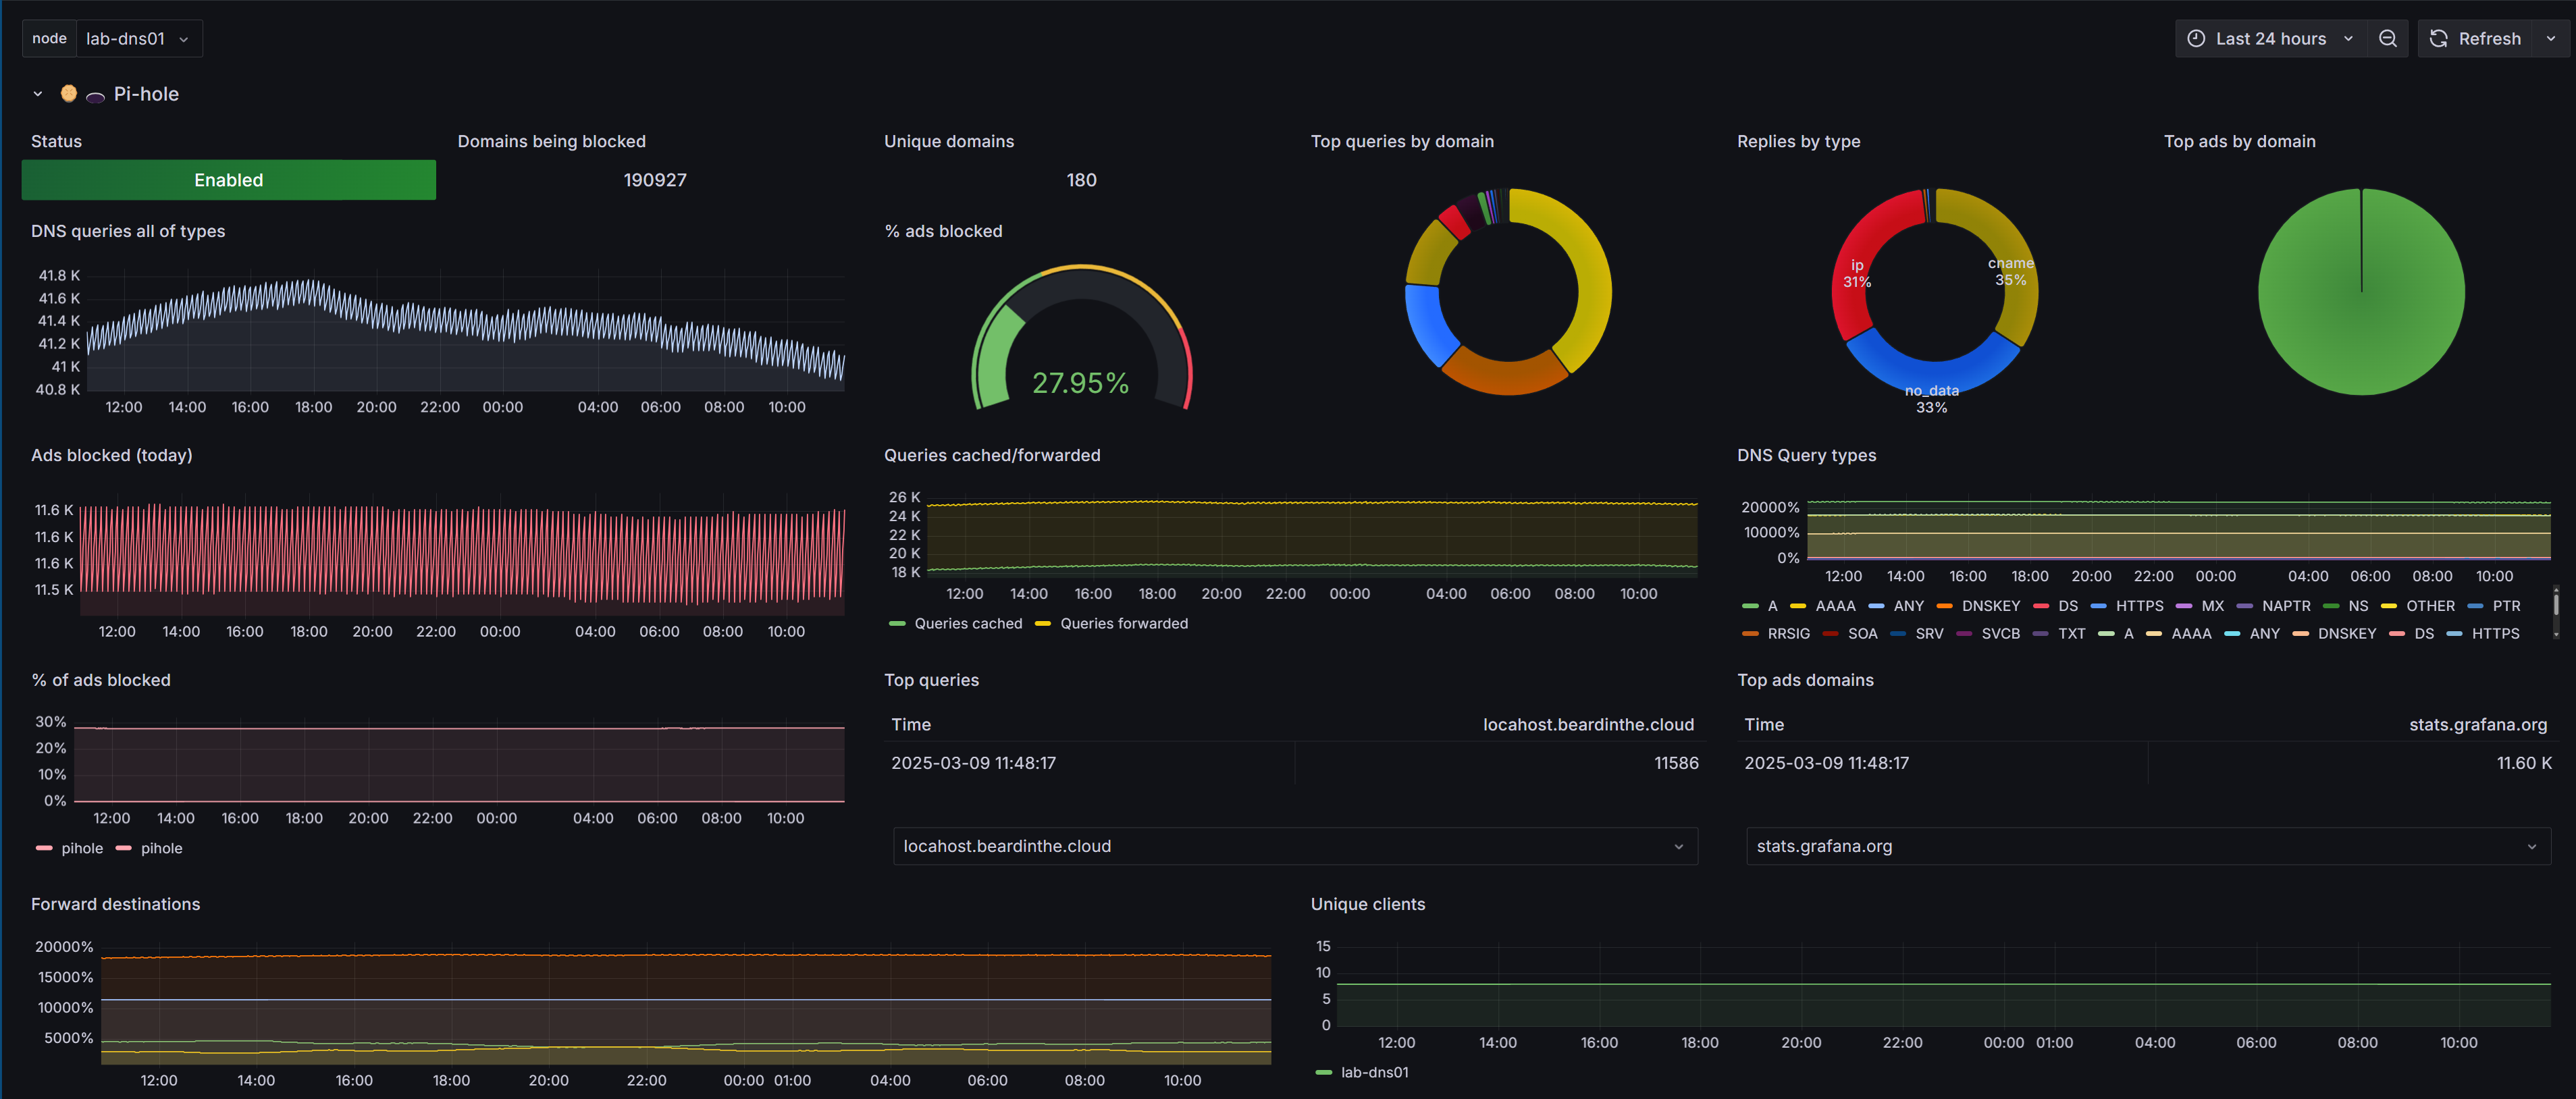 node lab-dns01 Last 24 hours Refresh
Pi-hole
Status
Enabled
Domains being blocked
190927
Unique domains
180
Top queries by domain
Replies by type
ip
31%
cname
35%
no_data
33%
Top ads by domain
DNS queries all of types
41.8 K
41.6 K
41.4 K
41.2 K
41 K
40.8 K
12:00 14:00 16:00 18:00 20:00 22:00 00:00 04:00 06:00 08:00 10:00
% ads blocked
27.95%
Ads blocked (today)
11.6 K
11.6 K
11.6 K
11.5 K
12:00 14:00 16:00 18:00 20:00 22:00 00:00 04:00 06:00 08:00 10:00
Queries cached/forwarded
26 K
24 K
22 K
20 K
18 K
12:00 14:00 16:00 18:00 20:00 22:00 00:00 04:00 06:00 08:00 10:00
Queries cached Queries forwarded
DNS Query types
20000%
10000%
0%
12:00 14:00 16:00 18:00 20:00 22:00 00:00 04:00 06:00 08:00 10:00
A AAAA ANY DNSKEY DS HTTPS MX NAPTR NS OTHER PTR
RRSIG SOA SRV SVCB TXT A AAAA ANY DNSKEY DS HTTPS
% of ads blocked
30%
20%
10%
0%
12:00 14:00 16:00 18:00 20:00 22:00 00:00 04:00 06:00 08:00 10:00
pihole pihole
Top queries
Time locahost.beardinthe.cloud
2025-03-09 11:48:17 11586
locahost.beardinthe.cloud
Top ads domains
Time stats.grafana.org
2025-03-09 11:48:17 11.60 K
stats.grafana.org
Forward destinations
20000%
15000%
10000%
5000%
12:00 14:00 16:00 18:00 20:00 22:00 00:00 01:00 04:00 06:00 08:00 10:00
Unique clients
15
10
5
0
12:00 14:00 16:00 18:00 20:00 22:00 00:00 01:00 04:00 06:00 08:00 10:00
lab-dns01